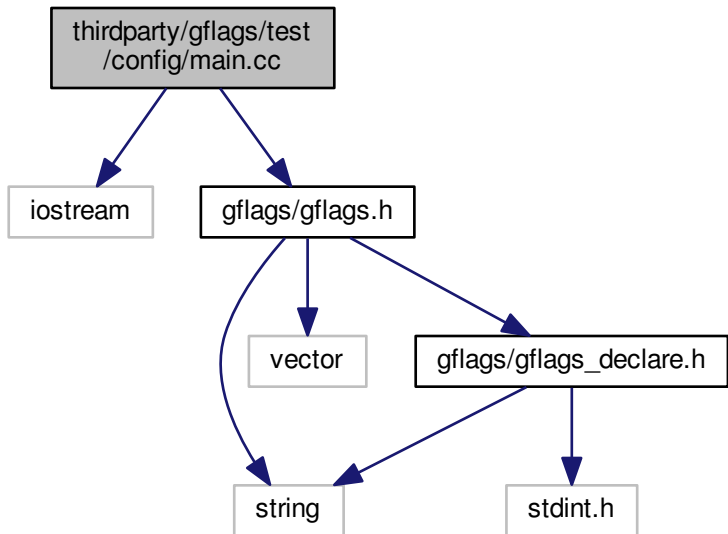 thirdparty/gflags/test
/config/main.cc
iostream
gflags/gflags.h
vector
gflags/gflags_declare.h
string
stdint.h